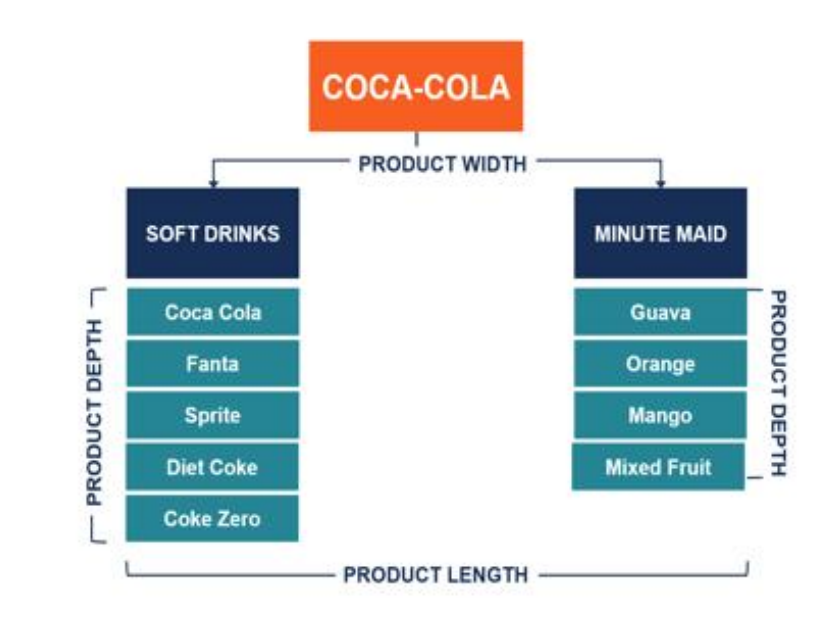 COCA-COLA
PRODUCT WIDTH
SOFT DRINKS
MINUTE MAID
PRODUCT DEPTH
Coca Cola
Fanta
Sprite
Diet Coke
Coke Zero
Guava
Orange
Mango
Mixed Fruit
PRODUCT DEPTH
PRODUCT LENGTH